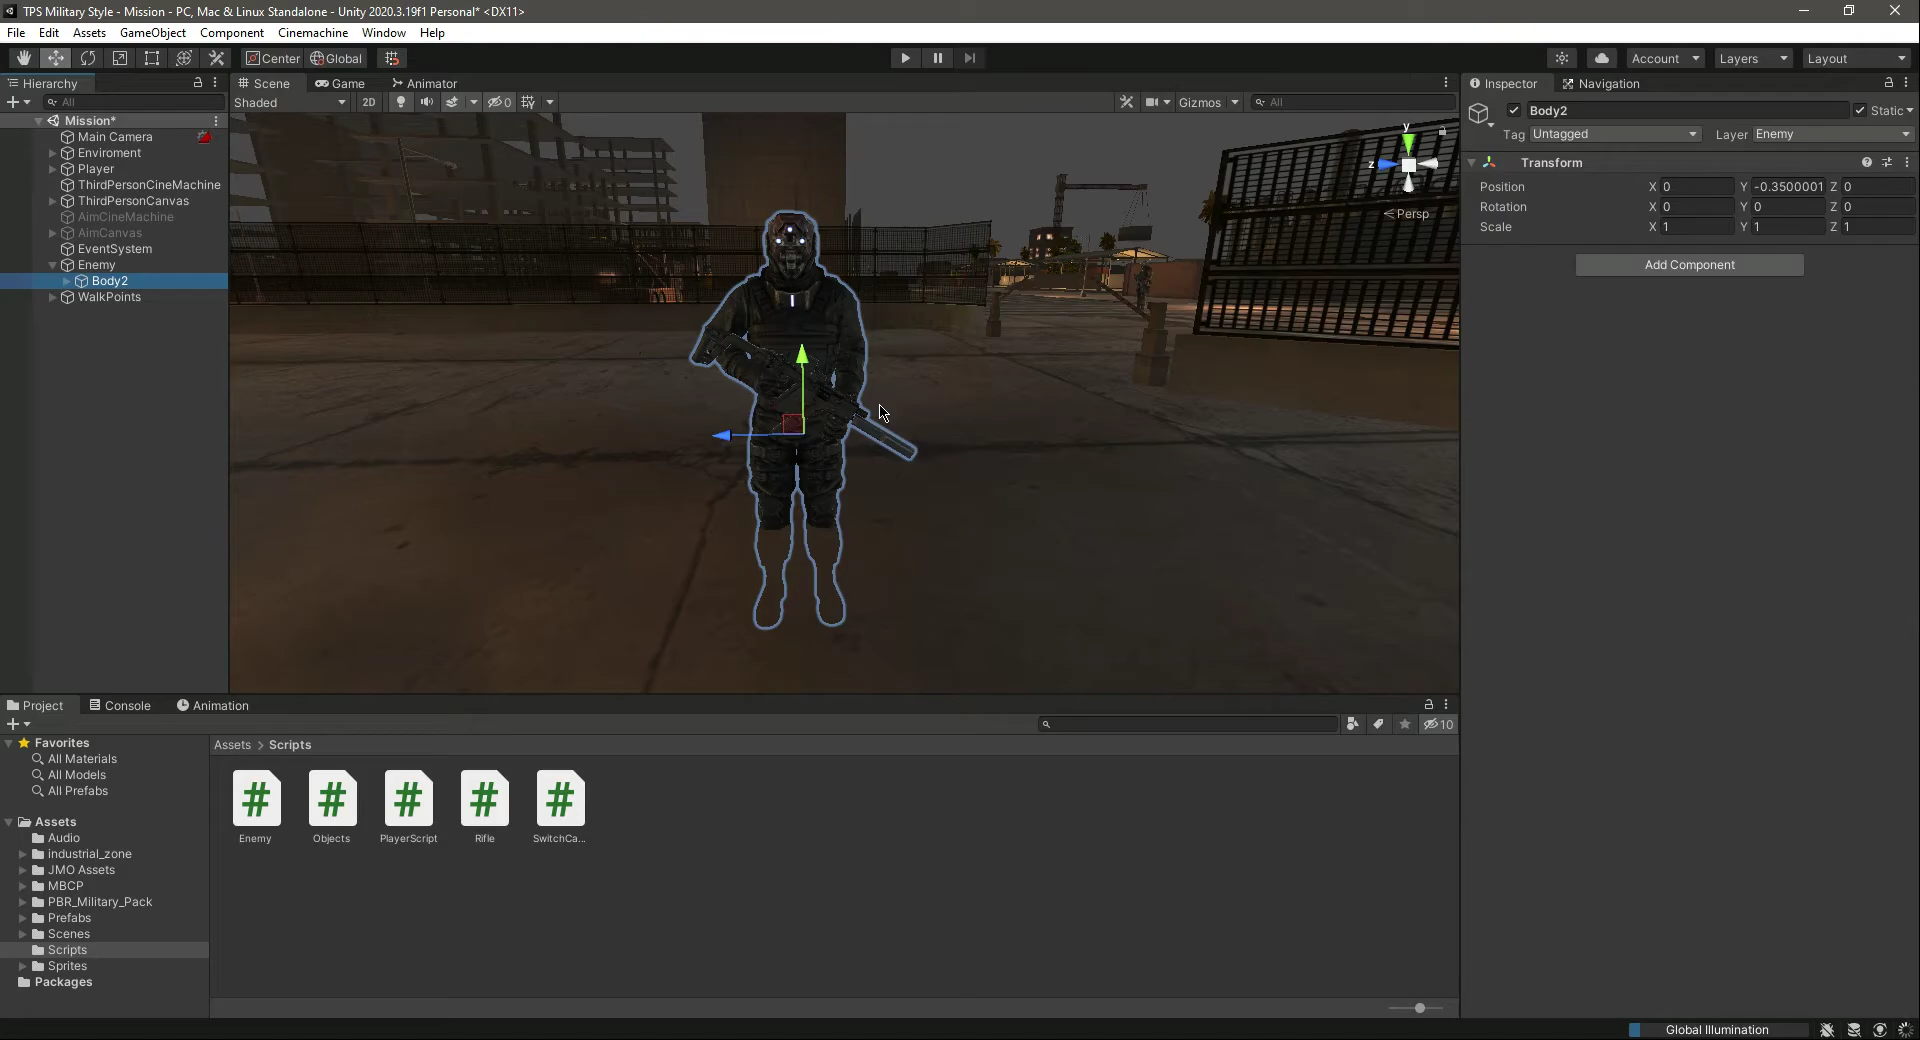 TPS Military Style - Mission - PC, Mac & Linux Standalone - Unity 2020.3.19f1 Personal* <DX11>
File Edit Assets GameObject Component Cinemachine Window Help
Center Global Account Layers Layout
Hierarchy
All
Mission*
Main Camera
Enviroment
Player
ThirdPersonCineMachine
ThirdPersonCanvas
AimCineMachine
AimCanvas
EventSystem
Enemy
Body2
WalkPoints
Scene Game Animator
Shaded 2D 0 Gizmos All
y
z
Persp
Inspector Navigation
Body2 Static
Tag Untagged Layer Enemy
Transform
Position X 0 Y -0.3500001 Z 0
Rotation X 0 Y 0 Z 0
Scale X 1 Y 1 Z 1
Add Component
Project Console Animation
10
Favorites
All Materials
All Models
All Prefabs
Assets
Audio
industrial_zone
JMO Assets
MBCP
PBR_Military_Pack
Prefabs
Scenes
Scripts
Sprites
Packages
Assets > Scripts
Enemy Objects PlayerScript Rifle SwitchCa...
Global Illumination